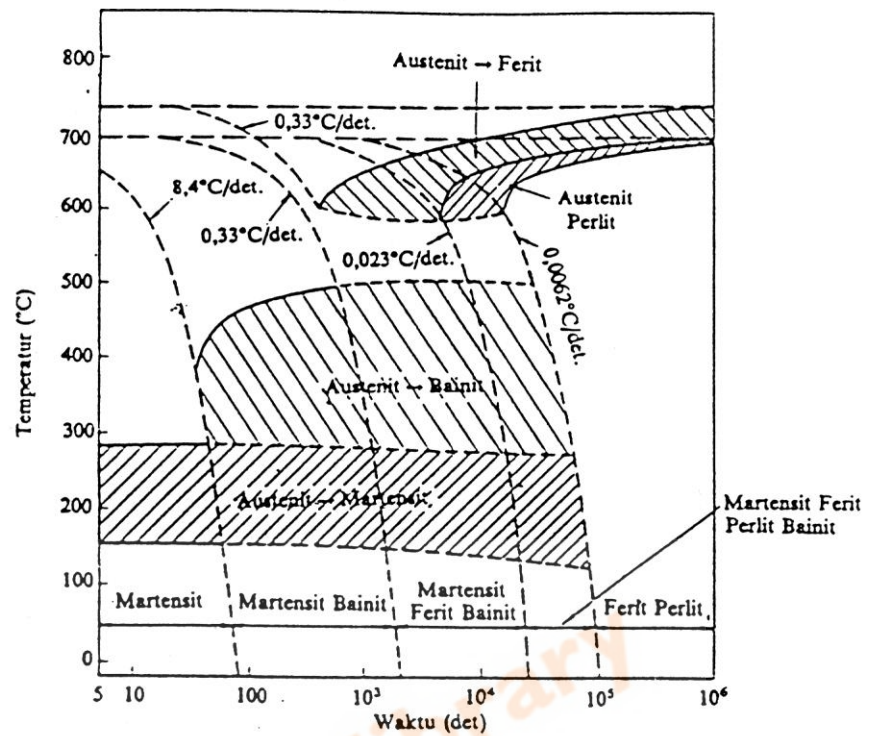 800
700
600
500
400
300
200
100
0
Temperatur (°C)
Austenit → Ferit
0,33°C/det.
8,4°C/det.
0,33°C/det.
Austenit
Perlit
0,023°C/det.
0,0062°C/det.
Austenit → Bainit
Austenit → Martensit
Martensit Ferit
Perlit Bainit
Martensit
Martensit Bainit
Martensit
Ferit Bainit
Ferit Perlit
5 10 100 10³ 10⁴ 10⁵ 10⁶
Waktu (det)